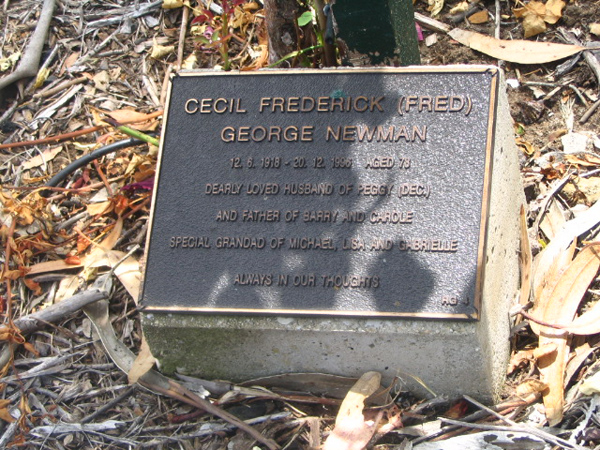 CECIL FREDERICK (FRED)
GEORGE NEWMAN
12. 6. 1918 - 20. 12. 1996 AGED 78
DEARLY LOVED HUSBAND OF PEGGY (DEC)
AND FATHER OF BARRY AND CAROLE
SPECIAL GRANDAD OF MICHAEL, LISA AND GABRIELLE
ALWAYS IN OUR THOUGHTS